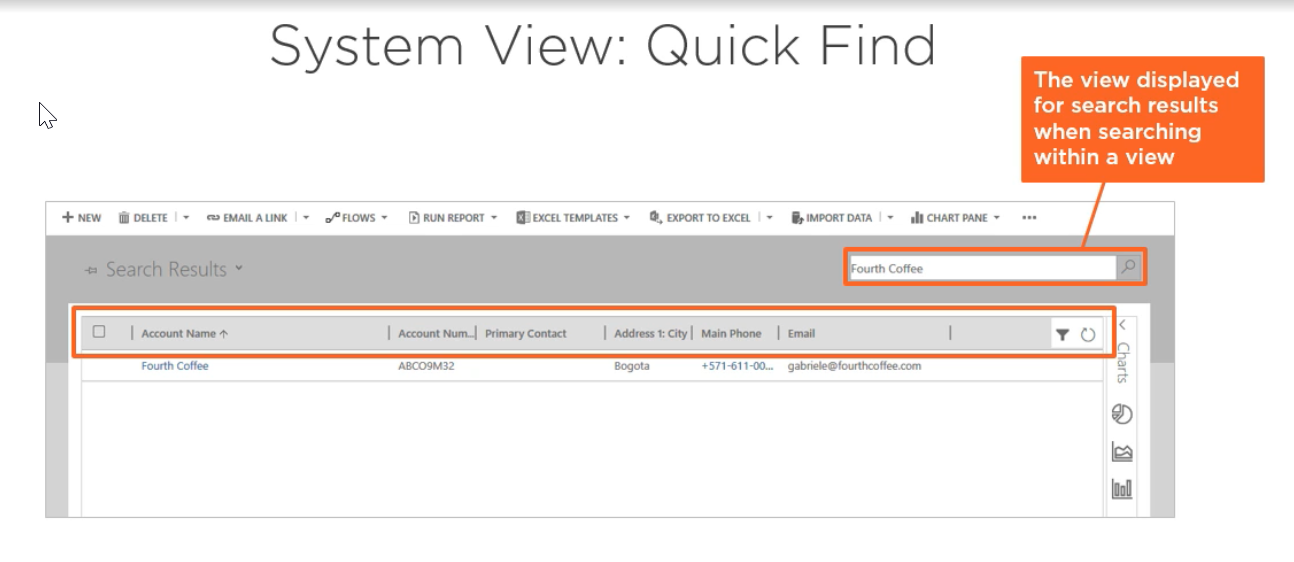 System View: Quick Find
The view displayed
for search results
when searching
within a view
NEW DELETE EMAIL A LINK FLOWS RUN REPORT EXCEL TEMPLATES EXPORT TO EXCEL IMPORT DATA CHART PANE ...
Search Results
Fourth Coffee
Account Name ↑ Account Num... Primary Contact Address 1: City Main Phone Email
Fourth Coffee ABCO9M32 Bogota +571-611-00... gabriele@fourthcoffee.com
Charts